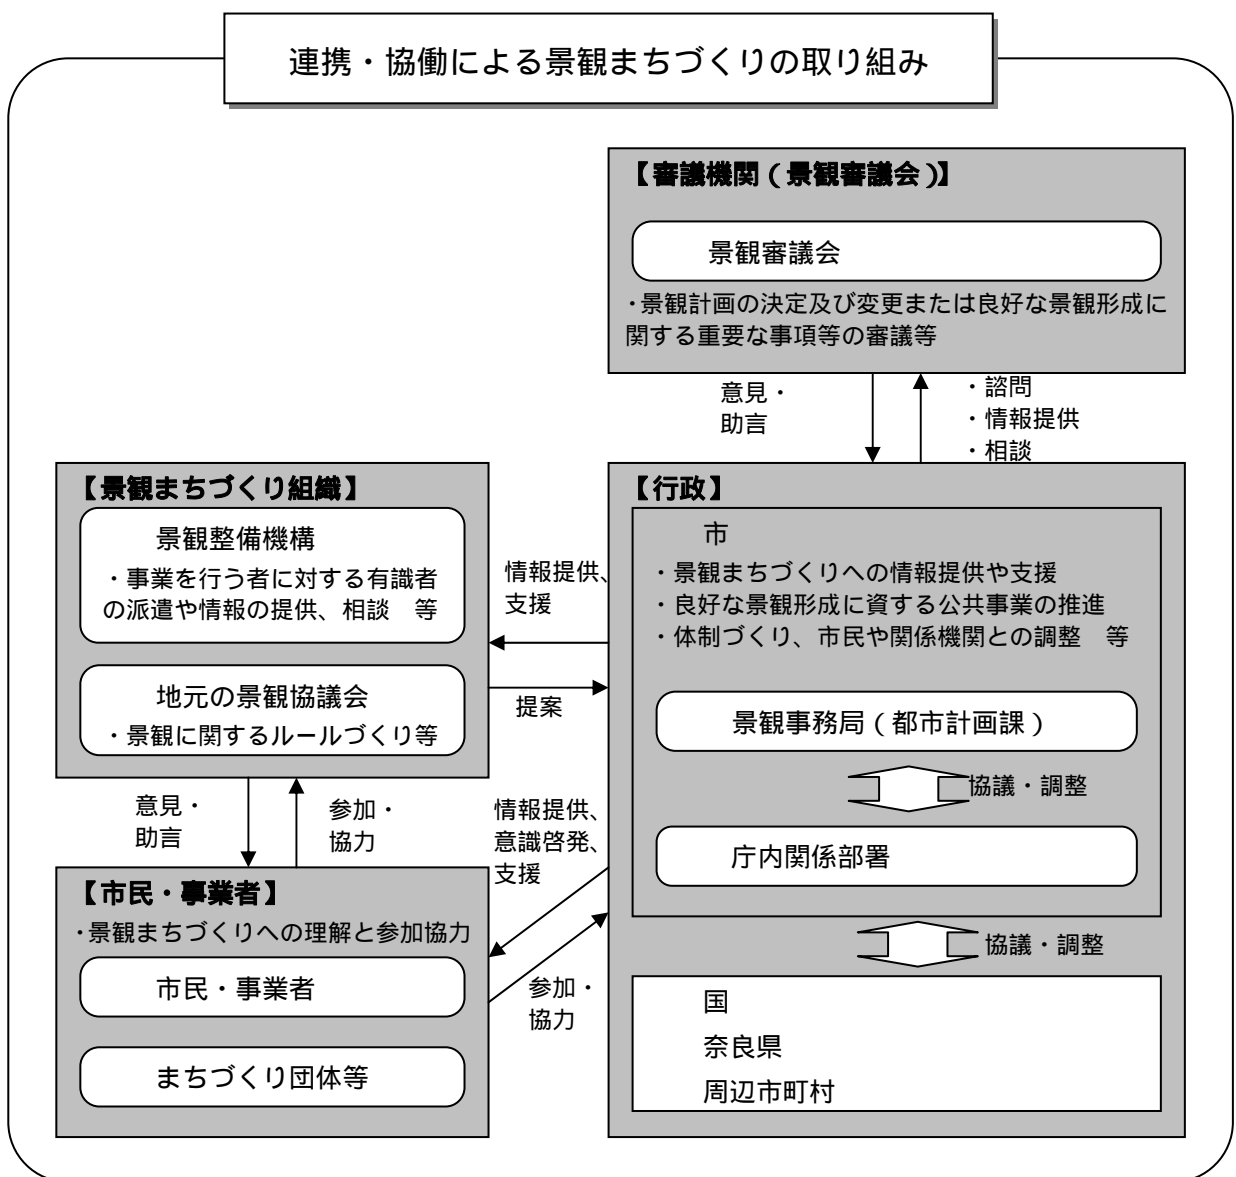 連携・協働による景観まちづくりの取り組み
【審議機関(景観審議会)】
景観審議会
・景観計画の決定及び変更または良好な景観形成に
関する重要な事項等の審議等
意見・
助言
・諮問
・情報提供
・相談
【景観まちづくり組織】
景観整備機構
・事業を行う者に対する有識者
の派遣や情報の提供、相談 等
地元の景観協議会
・景観に関するルールづくり等
情報提供、
支援
提案
【行政】
市
・景観まちづくりへの情報提供や支援
・良好な景観形成に資する公共事業の推進
・体制づくり、市民や関係機関との調整 等
景観事務局(都市計画課)
協議・調整
庁内関係部署
協議・調整
国
奈良県
周辺市町村
意見・
助言
参加・
協力
情報提供、
意識啓発、
支援
参加・
協力
【市民・事業者】
・景観まちづくりへの理解と参加協力
市民・事業者
まちづくり団体等